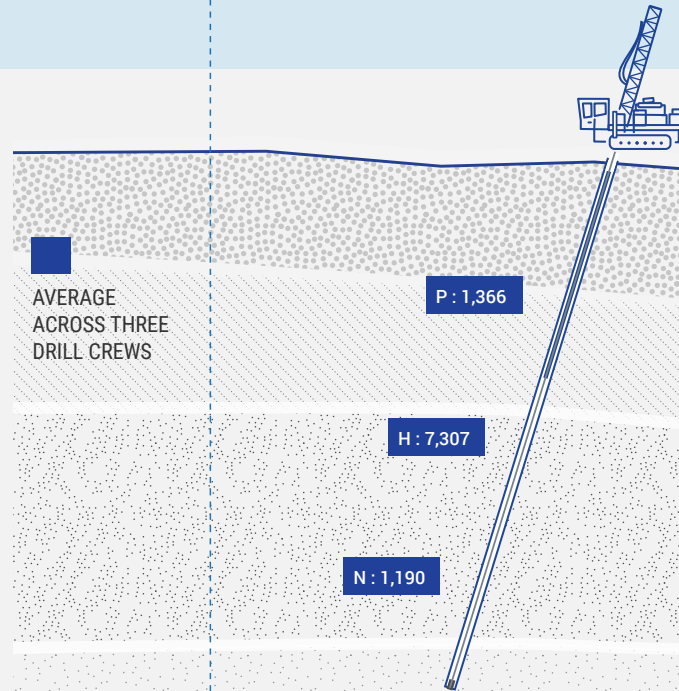 P : 1,366
AVERAGE
ACROSS THREE
DRILL CREWS
H : 7,307
N : 1,190